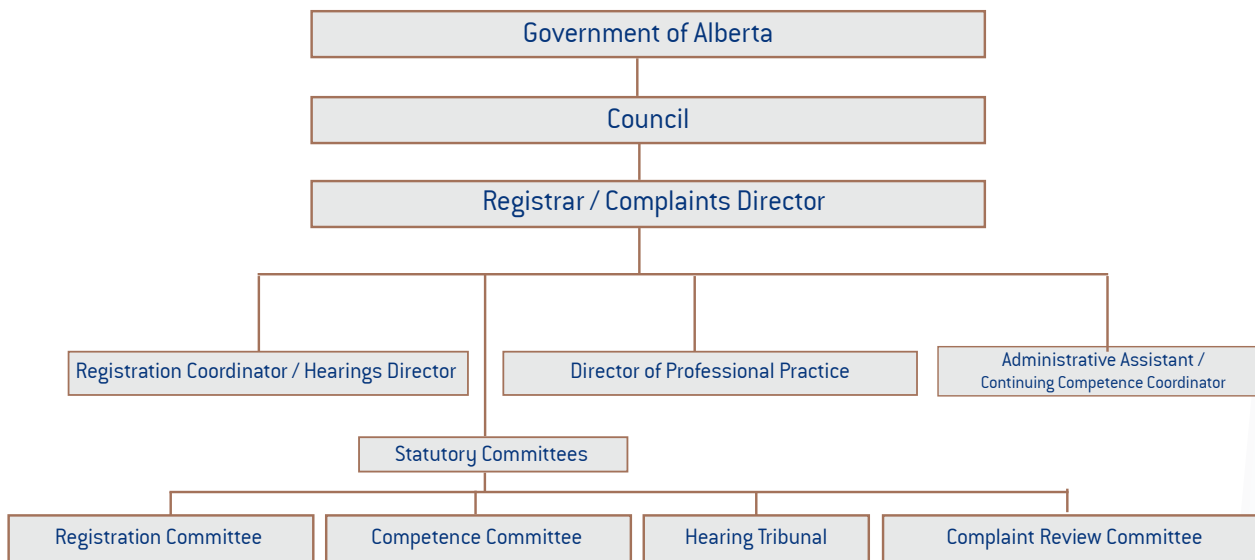 Government of Alberta
Council
Registrar / Complaints Director
Registration Coordinator / Hearings Director
Director of Professional Practice
Administrative Assistant /
Continuing Competence Coordinator
Statutory Committees
Registration Committee
Competence Committee
Hearing Tribunal
Complaint Review Committee